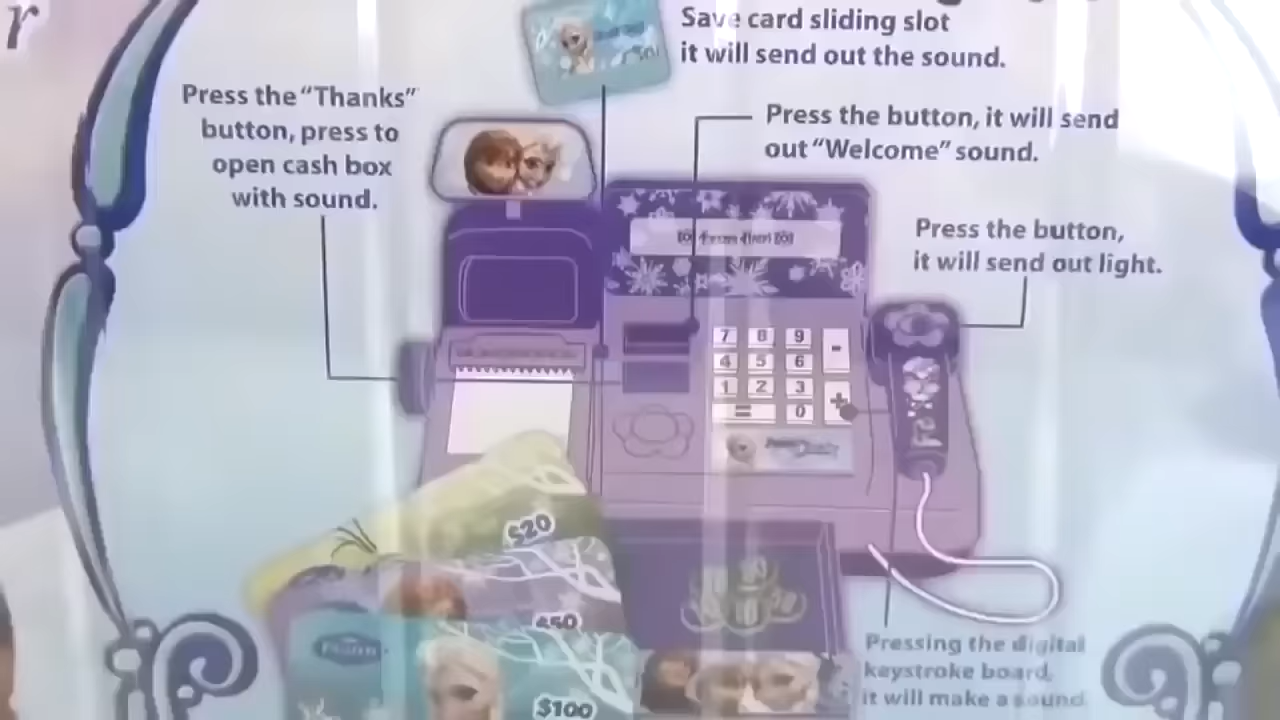 r
Save card sliding slot
it will send out the sound.
Press the “Thanks”
button, press to
open cash box
with sound.
Press the button, it will send
out “Welcome” sound.
Press the button,
it will send out light.
7 8 9 -
4 5 6
1 2 3 +
= 0
$20
$50
$100
Pressing the digital
keystroke board,
it will make a sound.